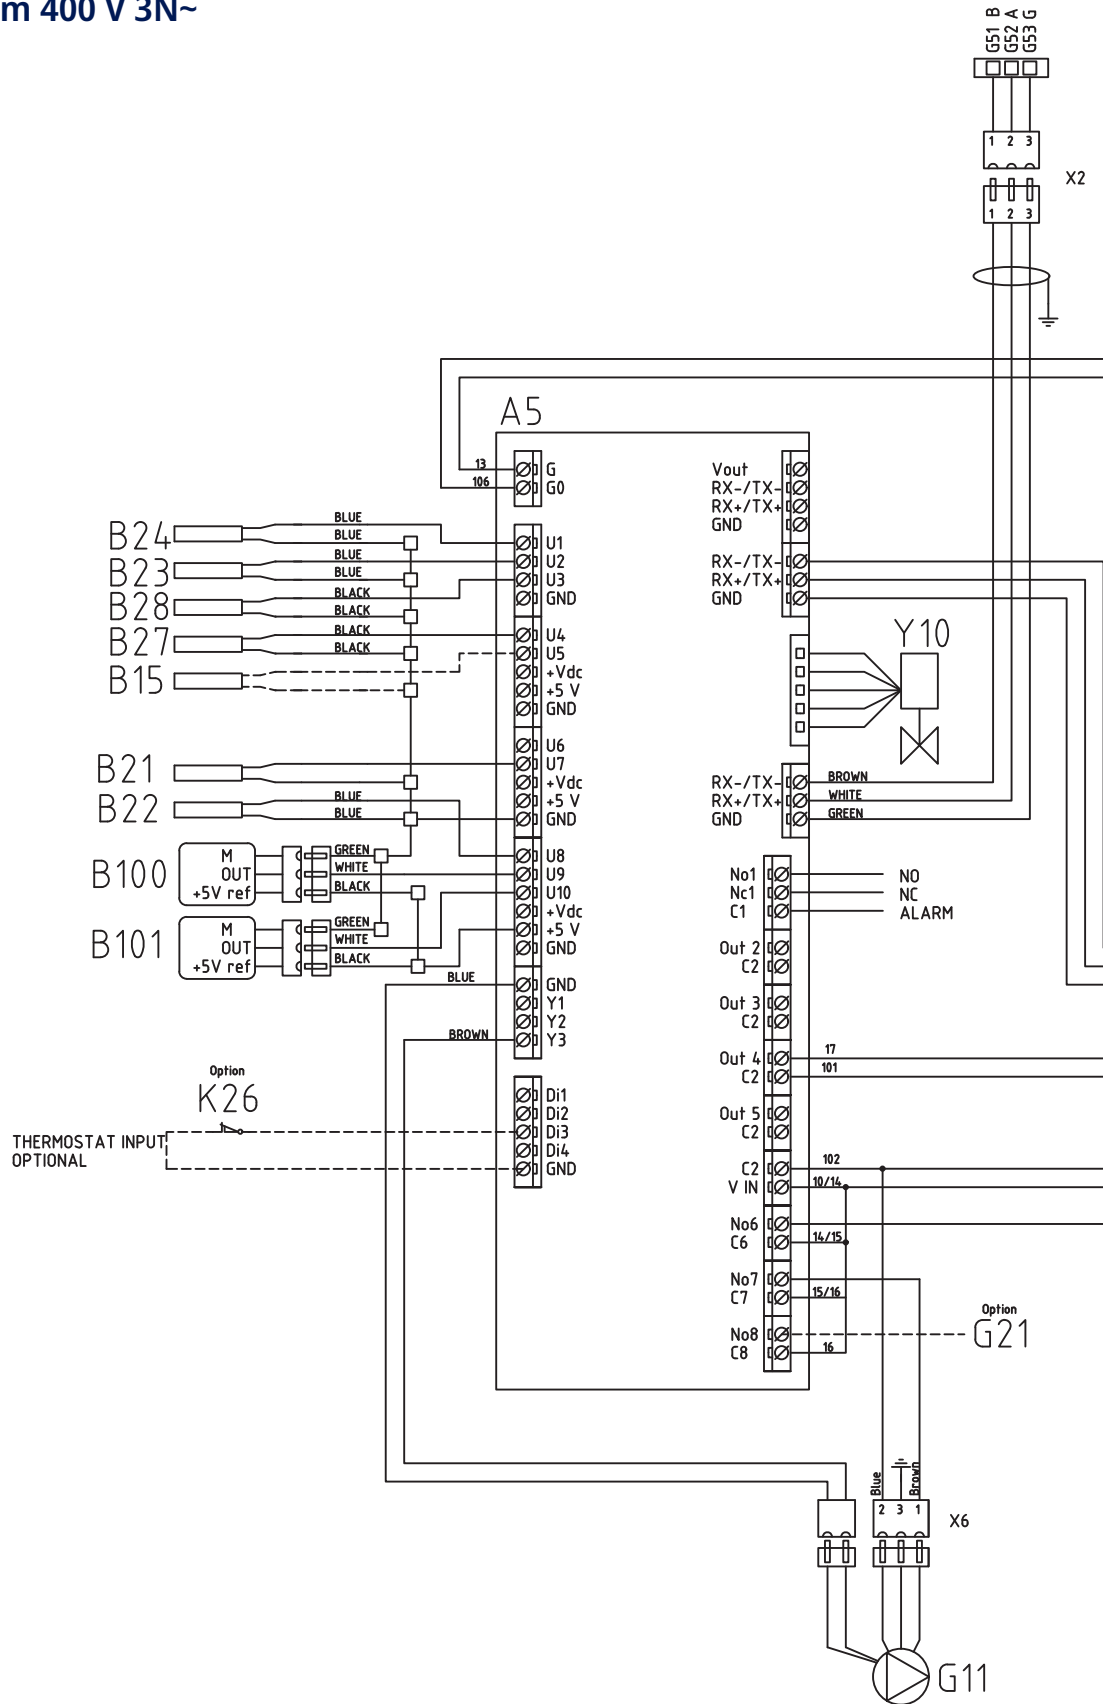 m 400 V 3N~
G51 B
G52 A
G53 G
1 2 3
X2
1 2 3
A5
13
G
106
G0
Vout
RX-/TX-
RX+/TX+
GND
B24
BLUE
BLUE
U1
B23
BLUE
BLUE
U2
U3
RX-/TX-
RX+/TX+
B28
BLACK
BLACK
GND
GND
B27
BLACK
BLACK
U4
Y10
B15
U5
+Vdc
+5 V
GND
B21
U6
U7
+Vdc
RX-/TX-
BROWN
B22
BLUE
BLUE
+5 V
GND
RX+/TX+
WHITE
GND
GREEN
B100
M
OUT
+5V ref
GREEN
WHITE
BLACK
U8
U9
U10
+Vdc
No1
NO
Nc1
NC
C1
ALARM
B101
M
OUT
+5V ref
GREEN
WHITE
BLACK
+5 V
GND
Out 2
C2
BLUE
GND
Y1
Y2
BROWN
Y3
Out 3
C2
Out 4
17
C2
101
Option
K26
Di1
Di2
Di3
Di4
GND
THERMOSTAT INPUT
OPTIONAL
Out 5
C2
C2
102
V IN
10/14
No6
C6
14/15
No7
C7
15/16
No8
C8
16
Option
G21
Blue
Brown
2 3 1
X6
G11